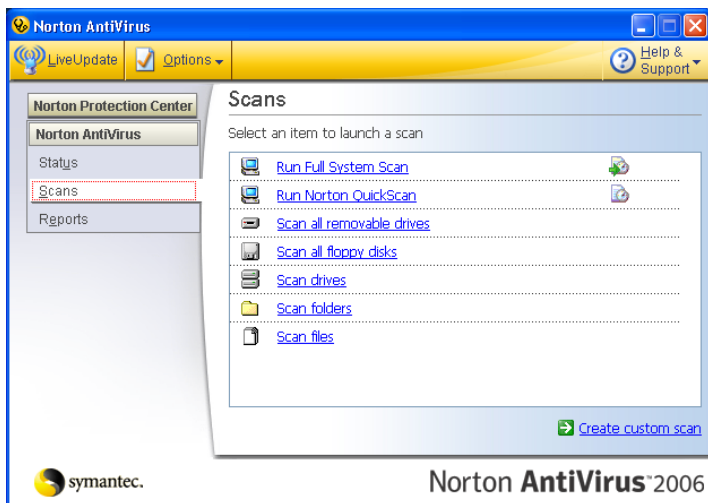 Norton AntiVirus
LiveUpdate
Options
Help & Support
Norton Protection Center
Norton AntiVirus
Status
Scans
Reports
Scans
Select an item to launch a scan
Run Full System Scan
Run Norton QuickScan
Scan all removable drives
Scan all floppy disks
Scan drives
Scan folders
Scan files
Create custom scan
symantec.
Norton AntiVirus™2006